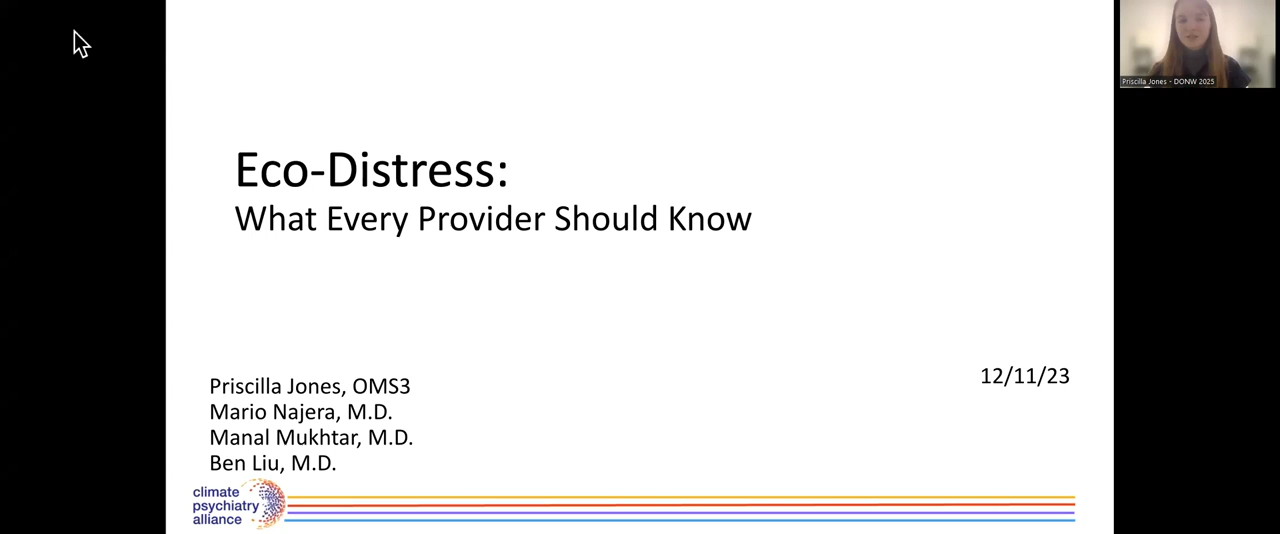 Eco-Distress:
What Every Provider Should Know
12/11/23
Priscilla Jones, OMS3
Mario Najera, M.D.
Manal Mukhtar, M.D.
Ben Liu, M.D.
climate
psychiatry
alliance
Priscilla Jones - DONW 2025